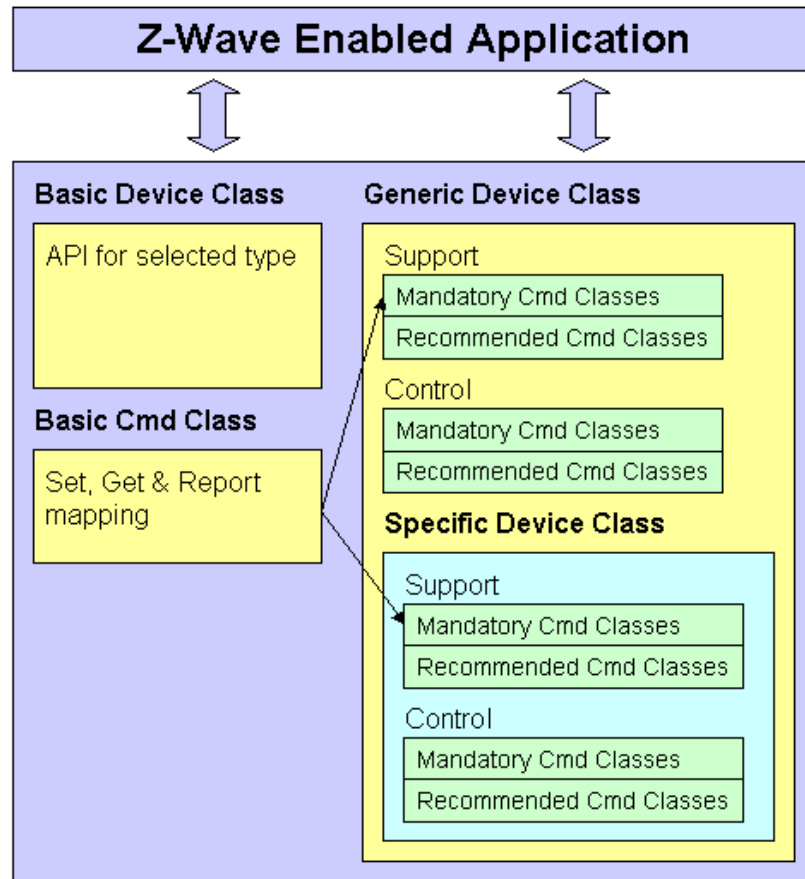 Z-Wave Enabled Application
Basic Device Class
API for selected type
Basic Cmd Class
Set, Get & Report
mapping
Generic Device Class
Support
Mandatory Cmd Classes
Recommended Cmd Classes
Control
Mandatory Cmd Classes
Recommended Cmd Classes
Specific Device Class
Support
Mandatory Cmd Classes
Recommended Cmd Classes
Control
Mandatory Cmd Classes
Recommended Cmd Classes